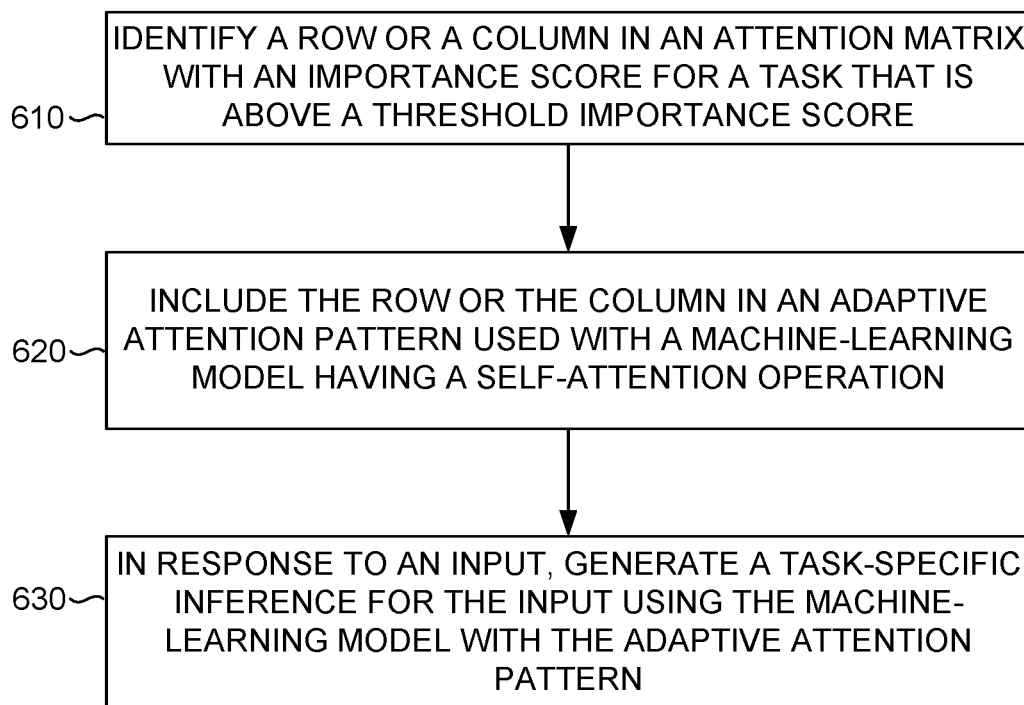 IDENTIFY A ROW OR A COLUMN IN AN ATTENTION MATRIX
WITH AN IMPORTANCE SCORE FOR A TASK THAT IS
ABOVE A THRESHOLD IMPORTANCE SCORE
610
INCLUDE THE ROW OR THE COLUMN IN AN ADAPTIVE
ATTENTION PATTERN USED WITH A MACHINE-LEARNING
MODEL HAVING A SELF-ATTENTION OPERATION
620
IN RESPONSE TO AN INPUT, GENERATE A TASK-SPECIFIC
INFERENCE FOR THE INPUT USING THE MACHINE-
LEARNING MODEL WITH THE ADAPTIVE ATTENTION
PATTERN
630